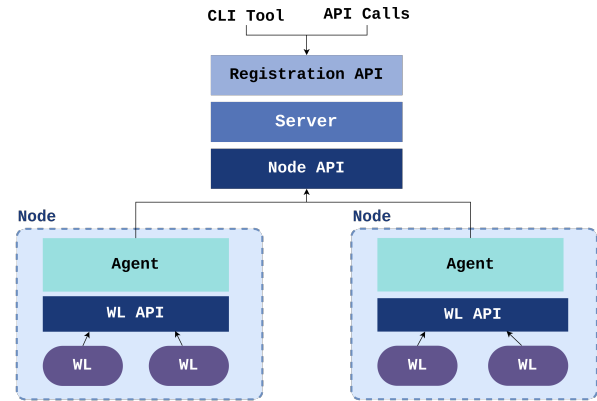 CLI Tool
API Calls
Registration API
Server
Node API
Node
Node
Agent
Agent
WL API
WL API
WL
WL
WL
WL